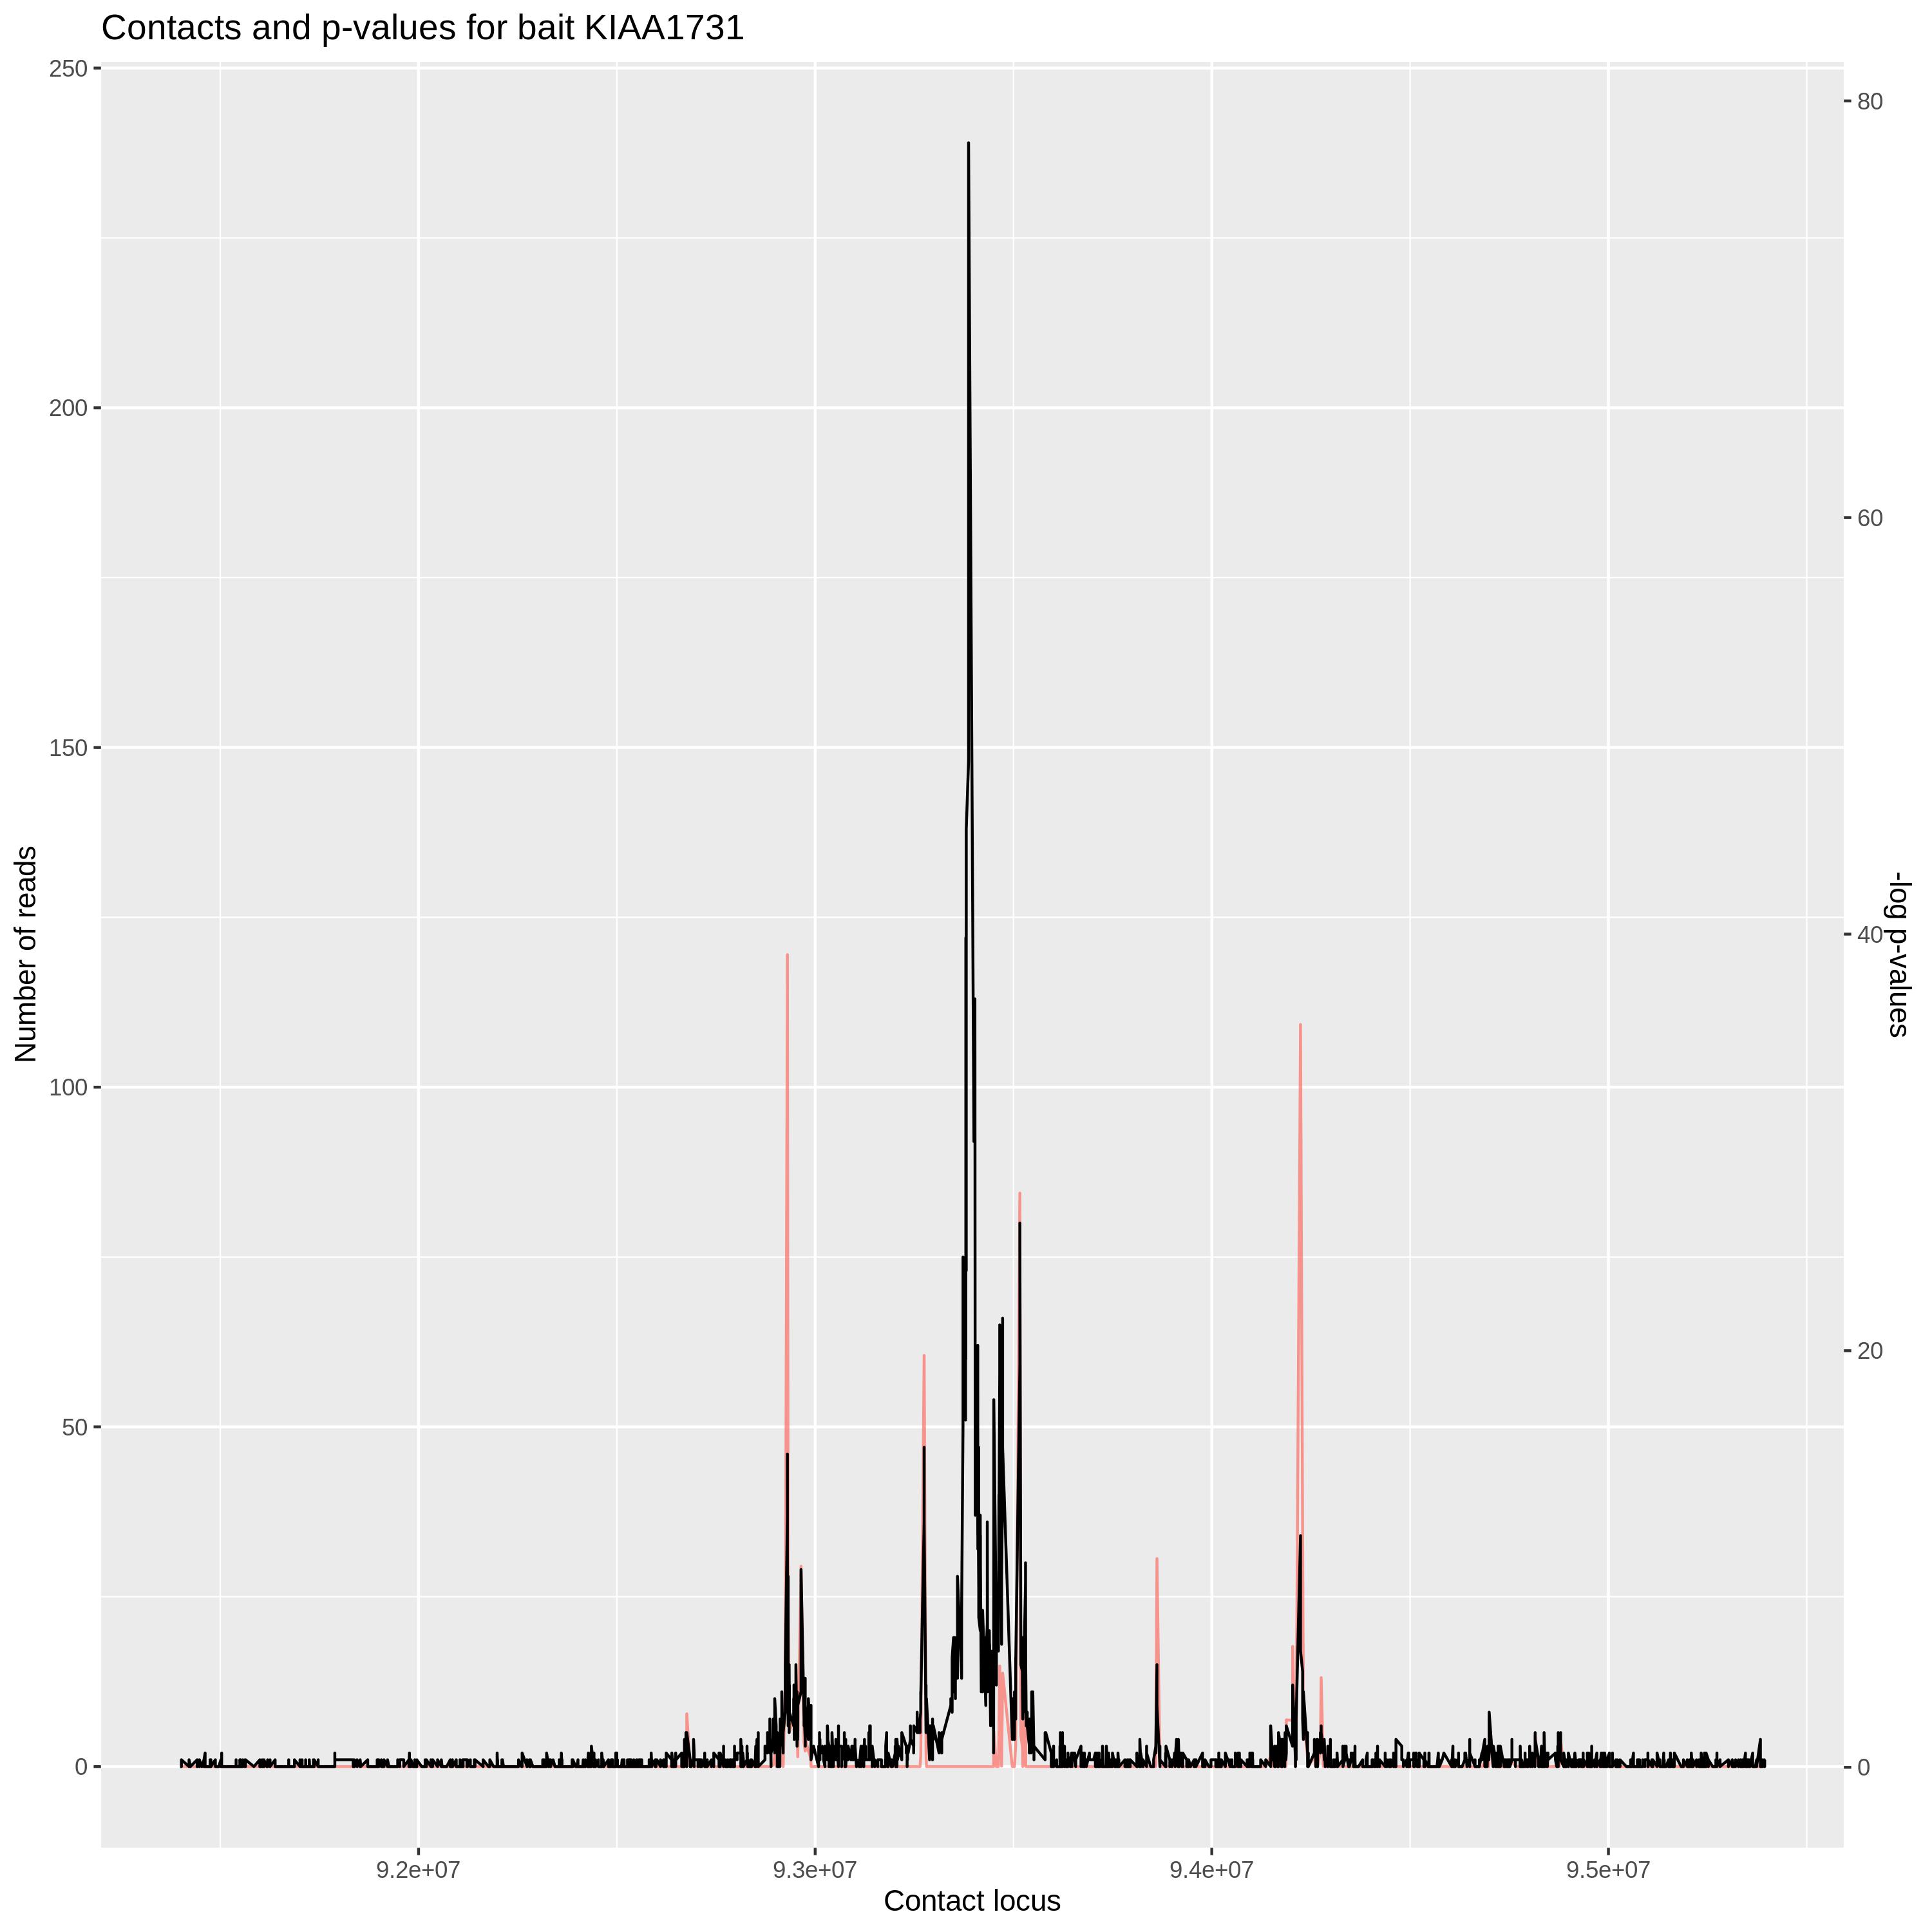 Contacts and p-values for bait KIAA1731
250
200
150
100
50
0
80
60
40
20
0
Number of reads
-log p-values
9.2e+07
9.3e+07
9.4e+07
9.5e+07
Contact locus